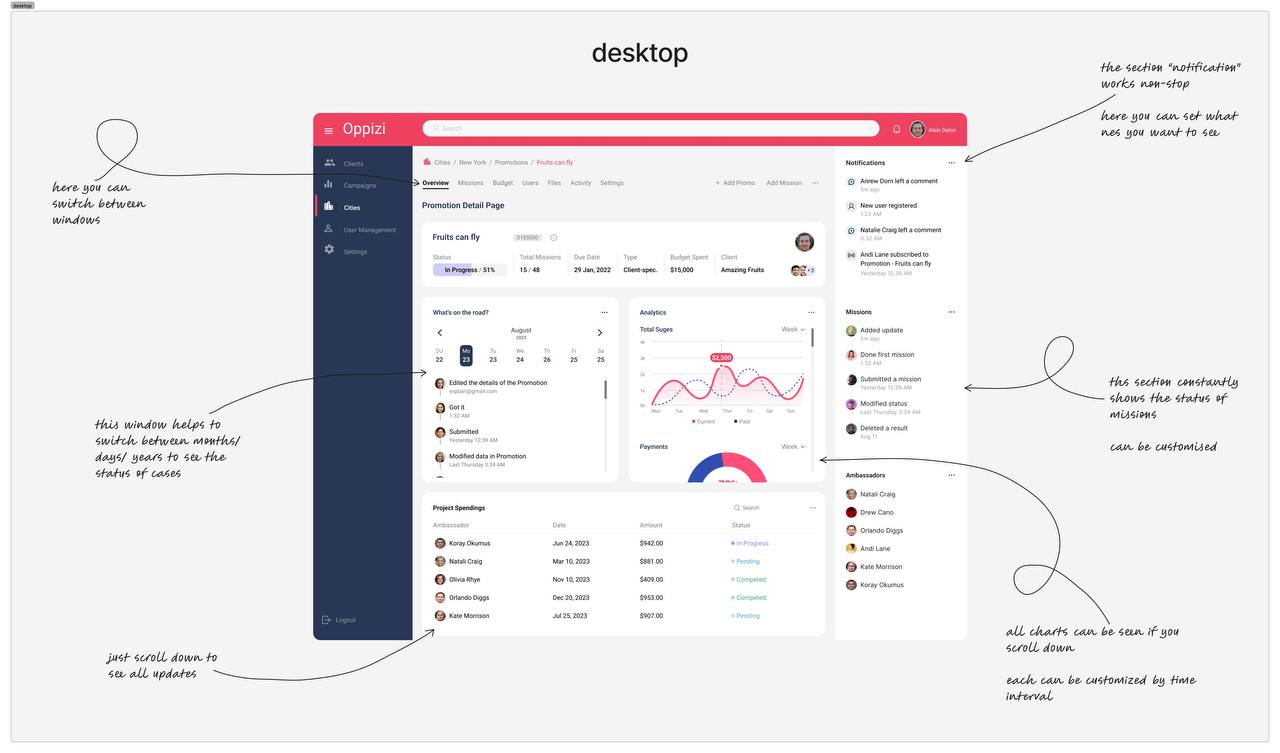 desktop
desktop
the section "notification"
works non-stop
here you can set what
nes you want to see
here you can
switch between
windows
this window helps to
switch between months/
days/ years to see the
status of cases
just scroll down to
see all updates
Oppizi
Search
Alain Delon
Clients
Campaigns
Cities
User Management
Settings
Logout
Cities / New York / Promotions / Fruits can fly
Overview Missions Budget Users Files Activity Settings
+ Add Promo Add Mission
Promotion Detail Page
Fruits can fly 0185000
Status Total Missions Due Date Type Budget Spent Client
In Progress / 51% 15 / 48 29 Jan, 2022 Client-spec. $15,000 Amazing Fruits
+3
What's on the road?
August
2023
SU Mo Tu We Th Fr Sa
22 23 23 24 26 25 25
Edited the details of the Promotion
explain@gmail.com
Got it
1:32 AM
Submitted
Yesterday 12:39 AM
Modified data in Promotion
Last Thursday 3:34 AM
Analytics
Total Suges Week
4k
3k
2k
1k
0k
$2,500
Mon Tue Wed Thur Fri Sat Sun
Current Past
Payments Week
Project Spendings Search
Ambassador Date Amount Status
Koray Okumus Jun 24, 2023 $942.00 In Progress
Natali Craig Mar 10, 2023 $881.00 Pending
Olivia Rhye Nov 10, 2023 $409.00 Competed
Orlando Diggs Dec 20, 2023 $953.00 Competed
Kate Morrison Jul 25, 2023 $907.00 Pending
Notifications
Anrew Dorn left a comment
5m ago
New user registered
1:23 AM
Natalie Craig left a comment
0:32 AM
Andi Lane subscribed to
Promotion - Fruits can fly
Yesterday 12:39 AM
Missions
Added update
5m ago
Done first mission
1:32 AM
Submitted a mission
Yesterday 12:39 AM
Modified status
Last Thursday 3:34 AM
Deleted a result
Aug 11
Ambassadors
Natali Craig
Drew Cano
Orlando Diggs
Andi Lane
Kate Morrison
Koray Okumus
ths section constantly
shows the status of
missions
can be customised
all charts can be seen if you
scroll down
each can be customized by time
interval